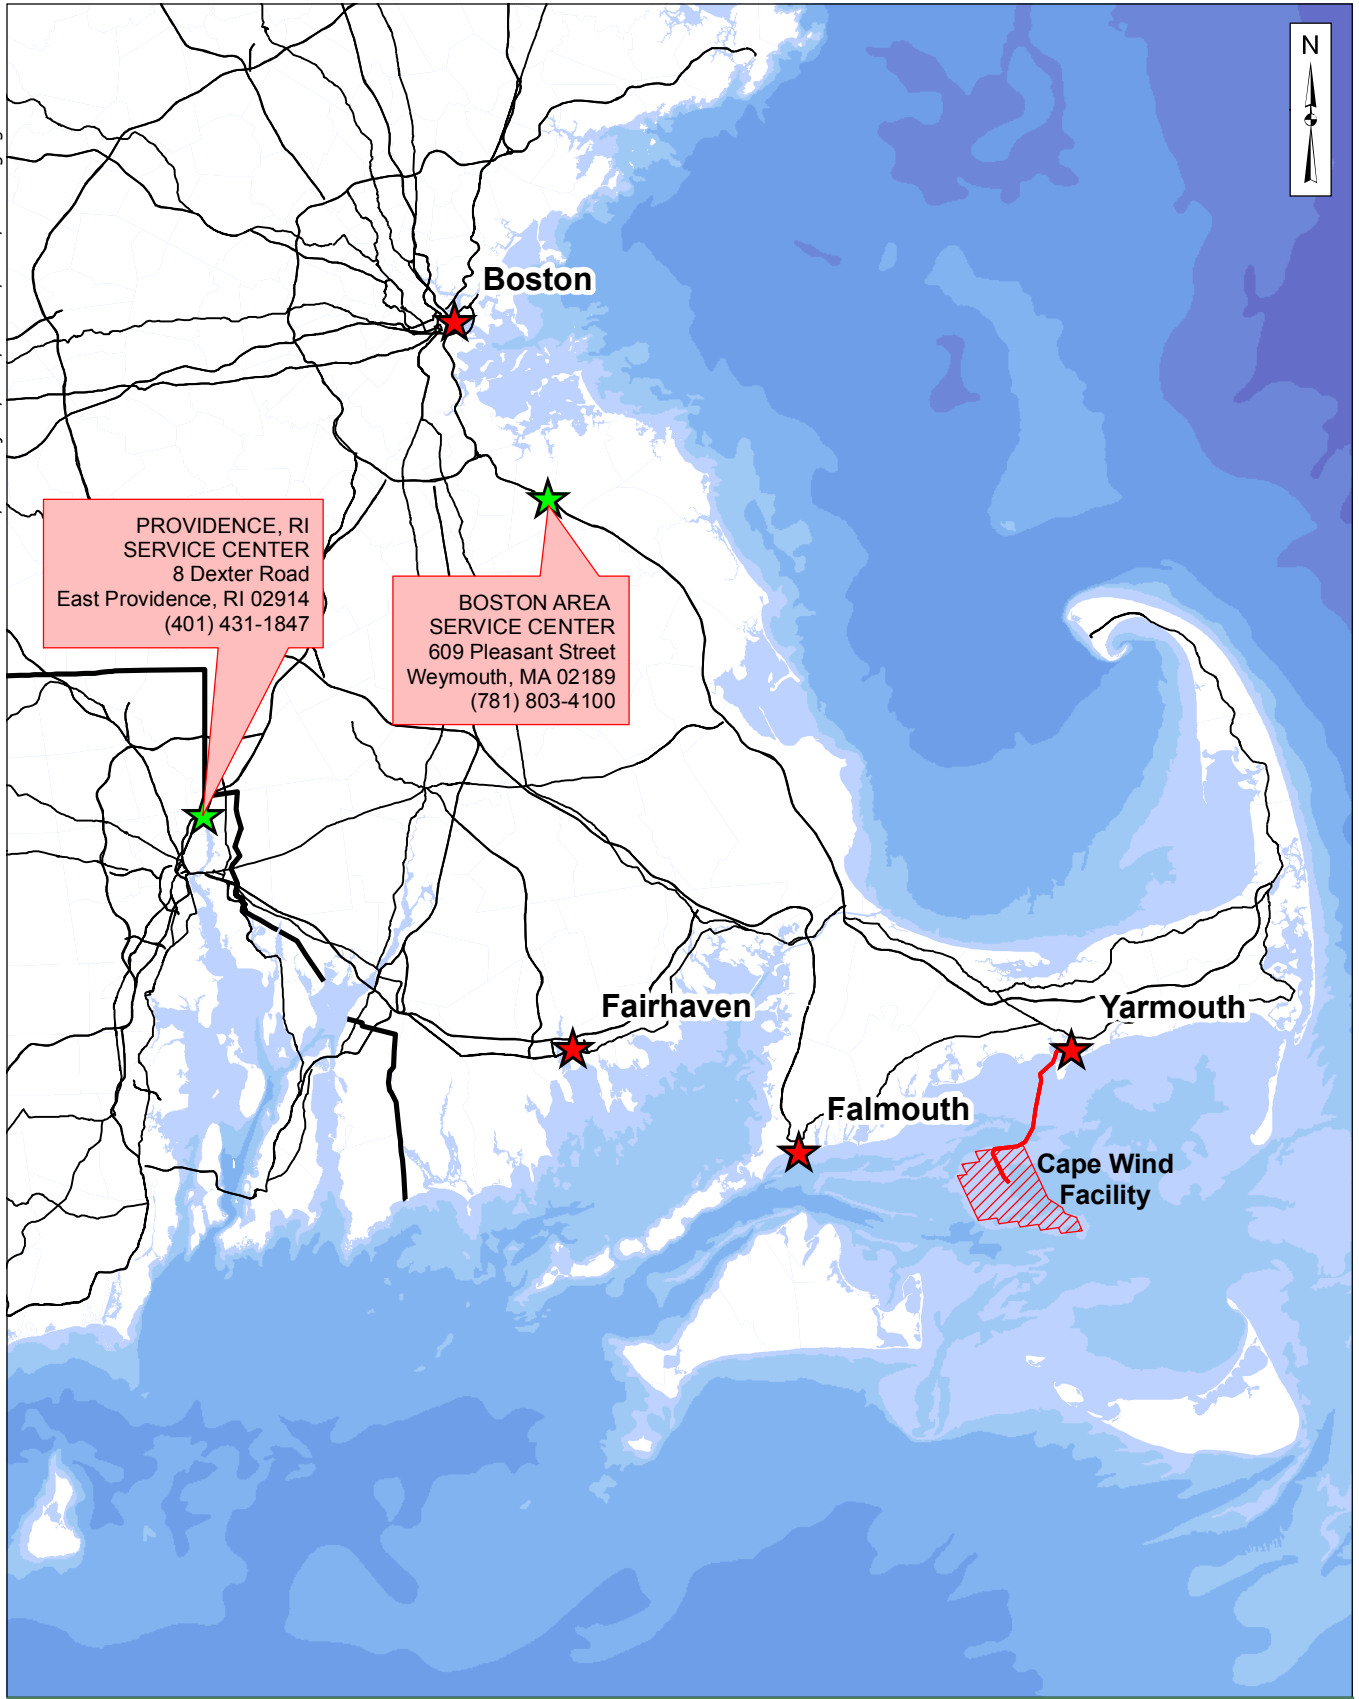 N
Boston
PROVIDENCE, RI
SERVICE CENTER
8 Dexter Road
East Providence, RI 02914
(401) 431-1847
BOSTON AREA
SERVICE CENTER
609 Pleasant Street
Weymouth, MA 02189
(781) 803-4100
Fairhaven
Yarmouth
Falmouth
Cape Wind
Facility